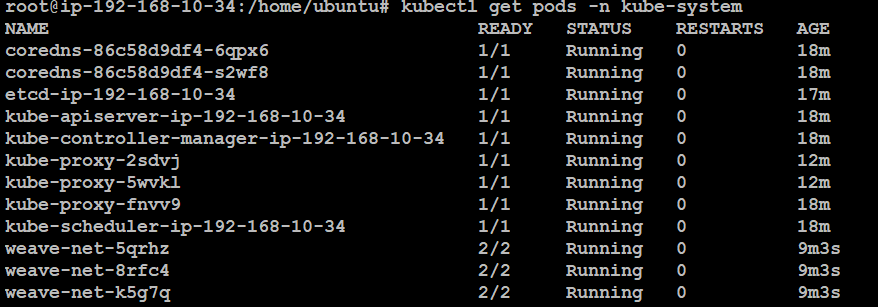 root@ip-192-168-10-34:/home/ubuntu# kubectl get pods -n kube-system
NAME READY STATUS RESTARTS AGE
coredns-86c58d9df4-6qpx6 1/1 Running 0 18m
coredns-86c58d9df4-s2wf8 1/1 Running 0 18m
etcd-ip-192-168-10-34 1/1 Running 0 17m
kube-apiserver-ip-192-168-10-34 1/1 Running 0 18m
kube-controller-manager-ip-192-168-10-34 1/1 Running 0 18m
kube-proxy-2sdvj 1/1 Running 0 12m
kube-proxy-5wvkl 1/1 Running 0 12m
kube-proxy-fnvv9 1/1 Running 0 18m
kube-scheduler-ip-192-168-10-34 1/1 Running 0 18m
weave-net-5qrhz 2/2 Running 0 9m3s
weave-net-8rfc4 2/2 Running 0 9m3s
weave-net-k5g7q 2/2 Running 0 9m3s